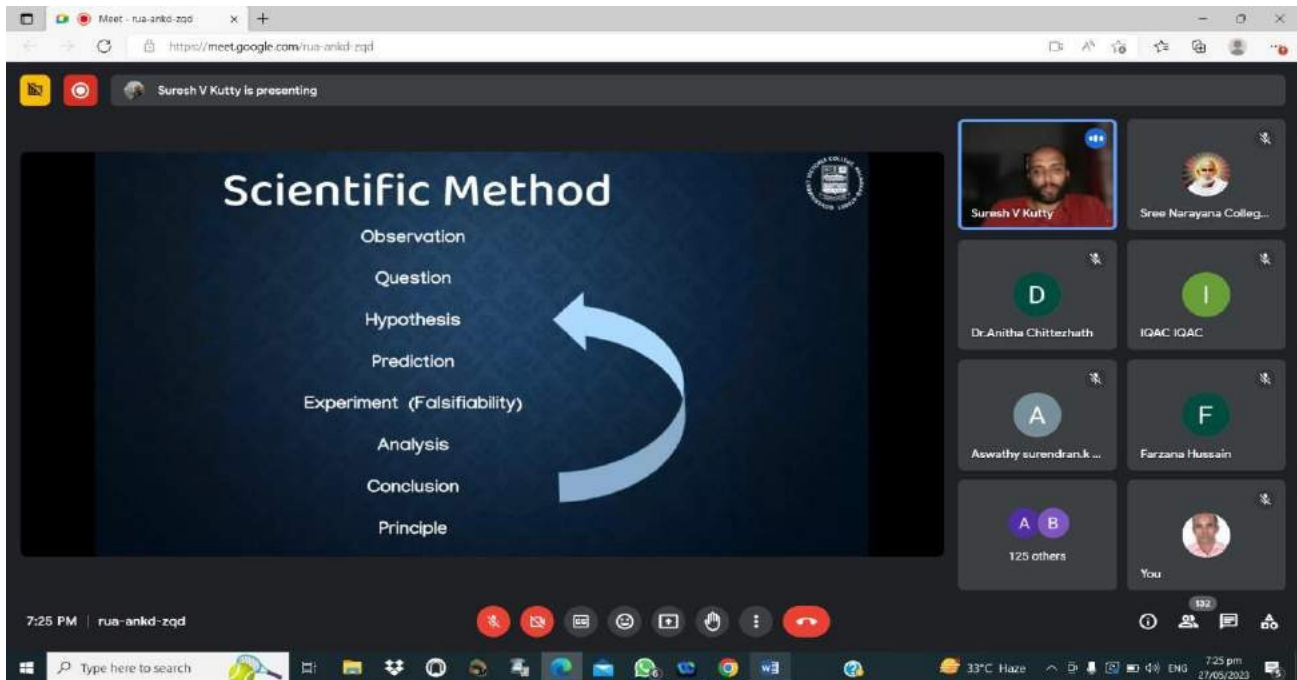 Meet - rua-ankd-zqd
https://meet.google.com/rua-ankd-zqd
Suresh V Kutty is presenting
Scientific Method
Observation
Question
Hypothesis
Prediction
Experiment (Falsifiability)
Analysis
Conclusion
Principle
Suresh V Kutty
Sree Narayana Colleg...
D
Dr.Anitha Chittezhath
I
IQAC IQAC
A
Aswathy surendran.k ...
F
Farzana Hussain
A B
125 others
You
7:25 PM | rua-ankd-zqd
132
Type here to search
33°C Haze
ENG
7:25 pm
27/05/2023